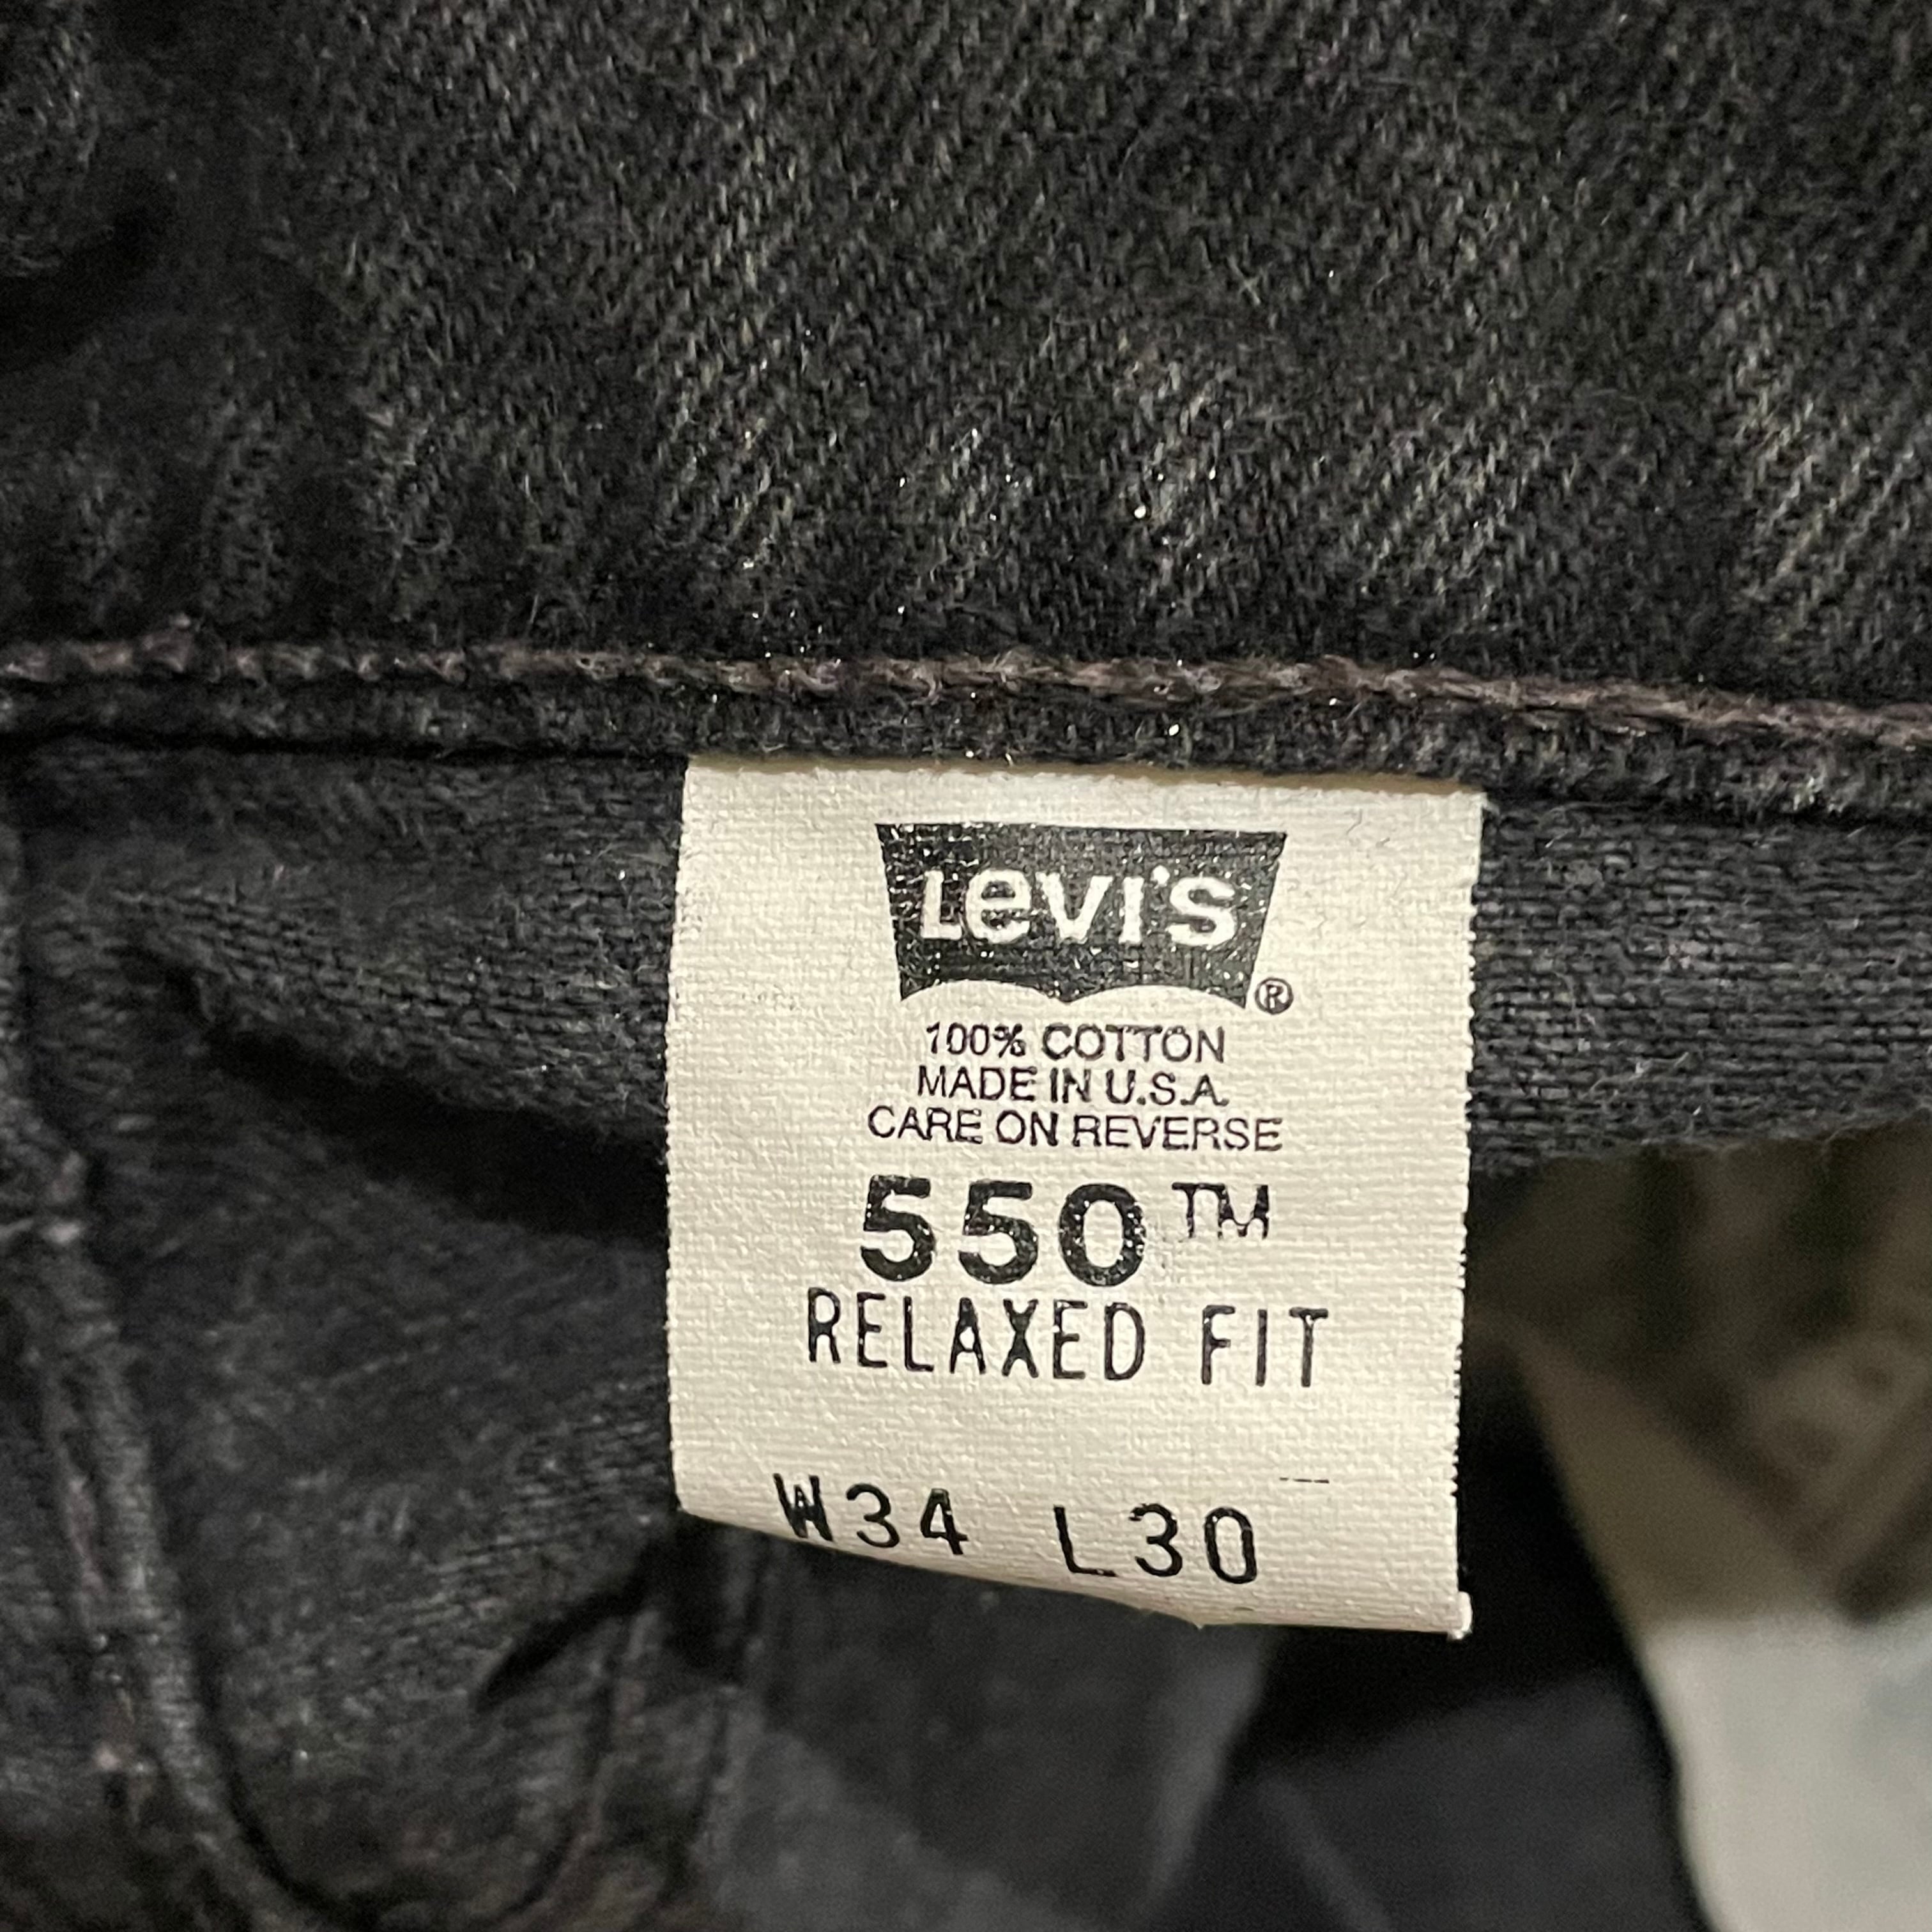 Levi's ®
100% COTTON
MADE IN U.S.A.
CARE ON REVERSE
550™
RELAXED FIT
W34 L30